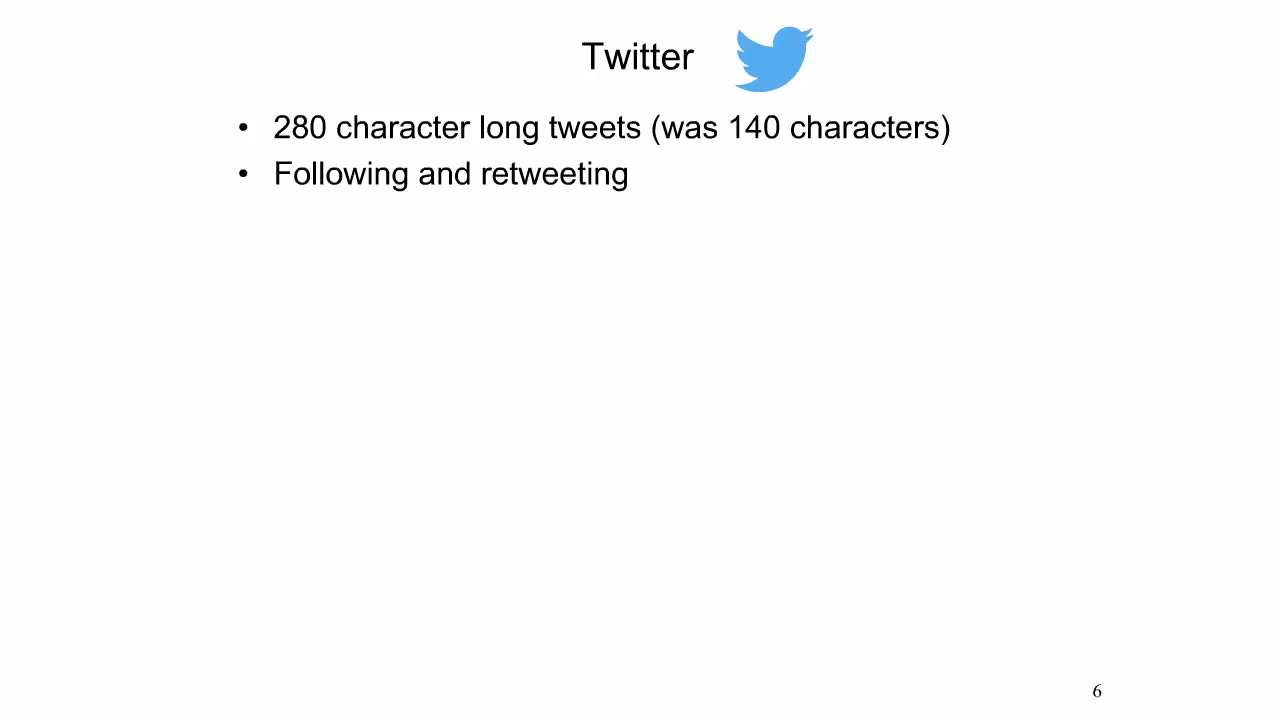 Twitter
• 280 character long tweets (was 140 characters)
• Following and retweeting
6